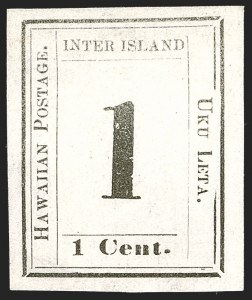 INTER ISLAND
HAWAIIAN POSTAGE.
1
UKU LETA.
1 Cent.